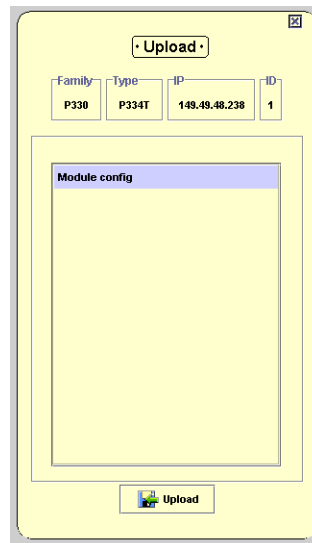 · Upload ·
Family Type IP ID
P330 P334T 149.49.48.238 1
Module config
Upload